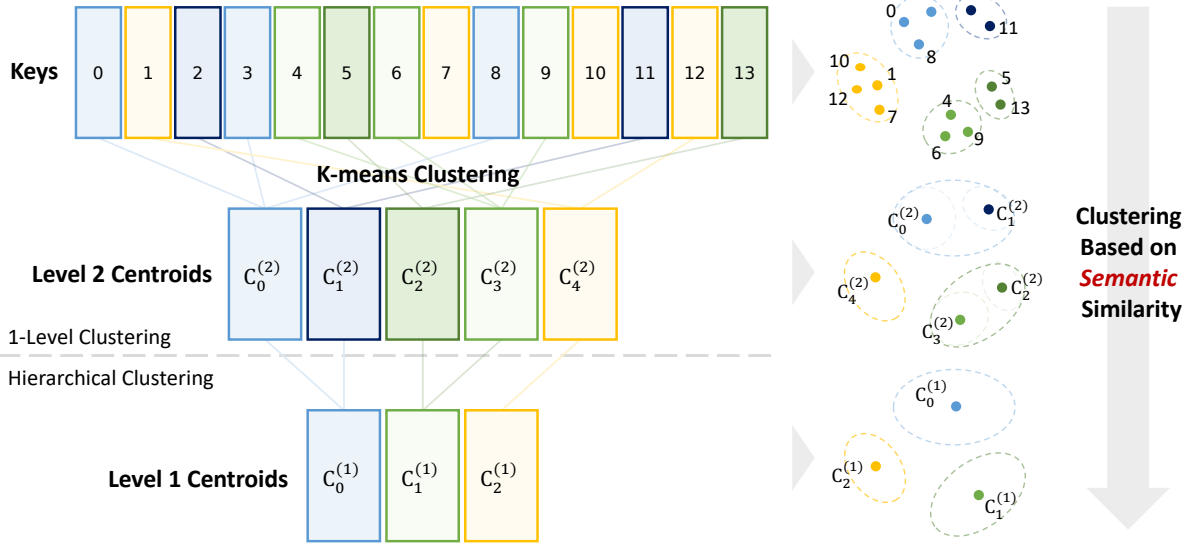 Keys
0 1 2 3 4 5 6 7 8 9 10 11 12 13
K-means Clustering
Level 2 Centroids
C₀⁽²⁾ C₁⁽²⁾ C₂⁽²⁾ C₃⁽²⁾ C₄⁽²⁾
1-Level Clustering
Hierarchical Clustering
Level 1 Centroids
C₀⁽¹⁾ C₁⁽¹⁾ C₂⁽¹⁾
0
11
8
10
1
5
12
4
13
7
6
9
C₀⁽²⁾
C₁⁽²⁾
C₄⁽²⁾
C₂⁽²⁾
C₃⁽²⁾
C₀⁽¹⁾
C₂⁽¹⁾
C₁⁽¹⁾
Clustering
Based on
Semantic
Similarity